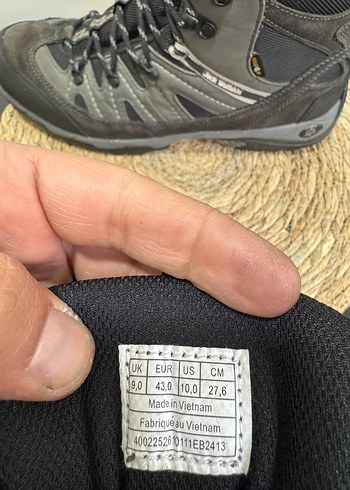 Jack Wolfskin
UK EUR US CM
9,0 43,0 10,0 27,6
Made in Vietnam
Fabriqué au Vietnam